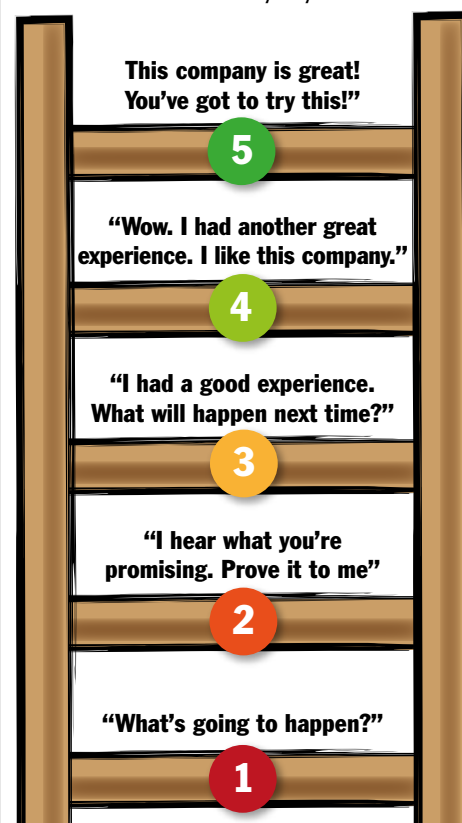 This company is great!
You’ve got to try this!”
5
“Wow. I had another great
experience. I like this company.”
4
“I had a good experience.
What will happen next time?”
3
“I hear what you’re
promising. Prove it to me”
2
“What’s going to happen?”
1